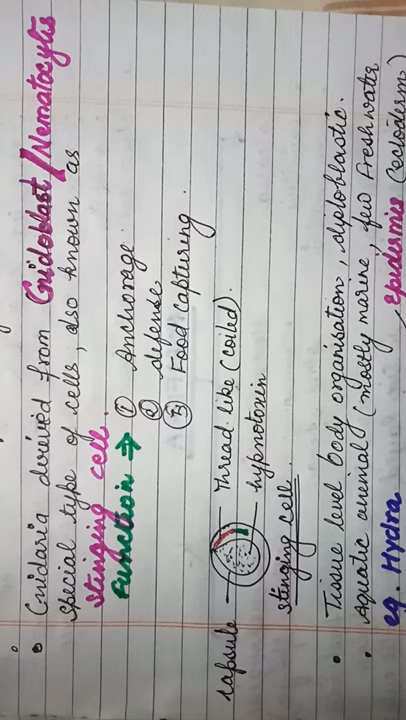 • Cnidaria derived from Cnidoblast/Nematocytes
special type of cells, also known as
stinging cell.
Function ⇒ ① Anchorage
② defense
③ Food capturing
capsule
Thread like (coiled).
hypnotoxin
stinging cell
• Tissue level body organisation, diploblastic.
• Aquatic animal (mostly marine, few freshwater
eg. Hydra
epidermis (ectoderm)